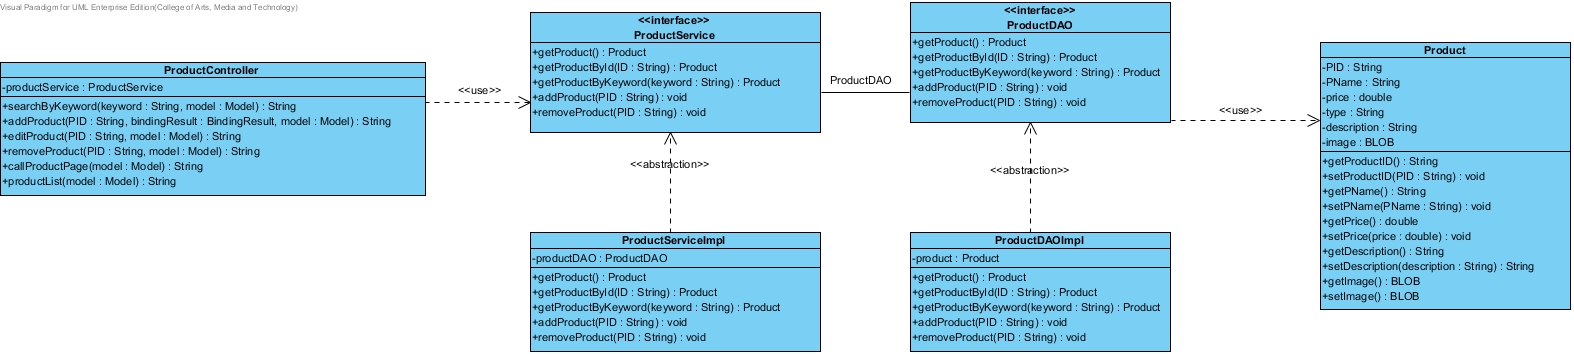 Visual Paradigm for UML Enterprise Edition(College of Arts, Media and Technology)
ProductController
-productService : ProductService
+searchByKeyword(keyword : String, model : Model) : String
+addProduct(PID : String, bindingResult : BindingResult, model : Model) : String
+editProduct(PID : String, model : Model) : String
+removeProduct(PID : String, model : Model) : String
+callProductPage(model : Model) : String
+productList(model : Model) : String
<<use>>
<<interface>>
ProductService
+getProduct() : Product
+getProductById(ID : String) : Product
+getProductByKeyword(keyword : String) : Product
+addProduct(PID : String) : void
+removeProduct(PID : String) : void
<<abstraction>>
ProductServiceImpl
-productDAO : ProductDAO
+getProduct() : Product
+getProductById(ID : String) : Product
+getProductByKeyword(keyword : String) : Product
+addProduct(PID : String) : void
+removeProduct(PID : String) : void
ProductDAO
<<interface>>
ProductDAO
+getProduct() : Product
+getProductById(ID : String) : Product
+getProductByKeyword(keyword : String) : Product
+addProduct(PID : String) : void
+removeProduct(PID : String) : void
<<abstraction>>
ProductDAOImpl
-product : Product
+getProduct() : Product
+getProductById(ID : String) : Product
+getProductByKeyword(keyword : String) : Product
+addProduct(PID : String) : void
+removeProduct(PID : String) : void
<<use>>
Product
-PID : String
-PName : String
-price : double
-type : String
-description : String
-image : BLOB
+getProductID() : String
+setProductID(PID : String) : void
+getPName() : String
+setPName(PName : String) : void
+getPrice() : double
+setPrice(price : double) : void
+getDescription() : String
+setDescription(description : String) : String
+getImage() : BLOB
+setImage() : BLOB